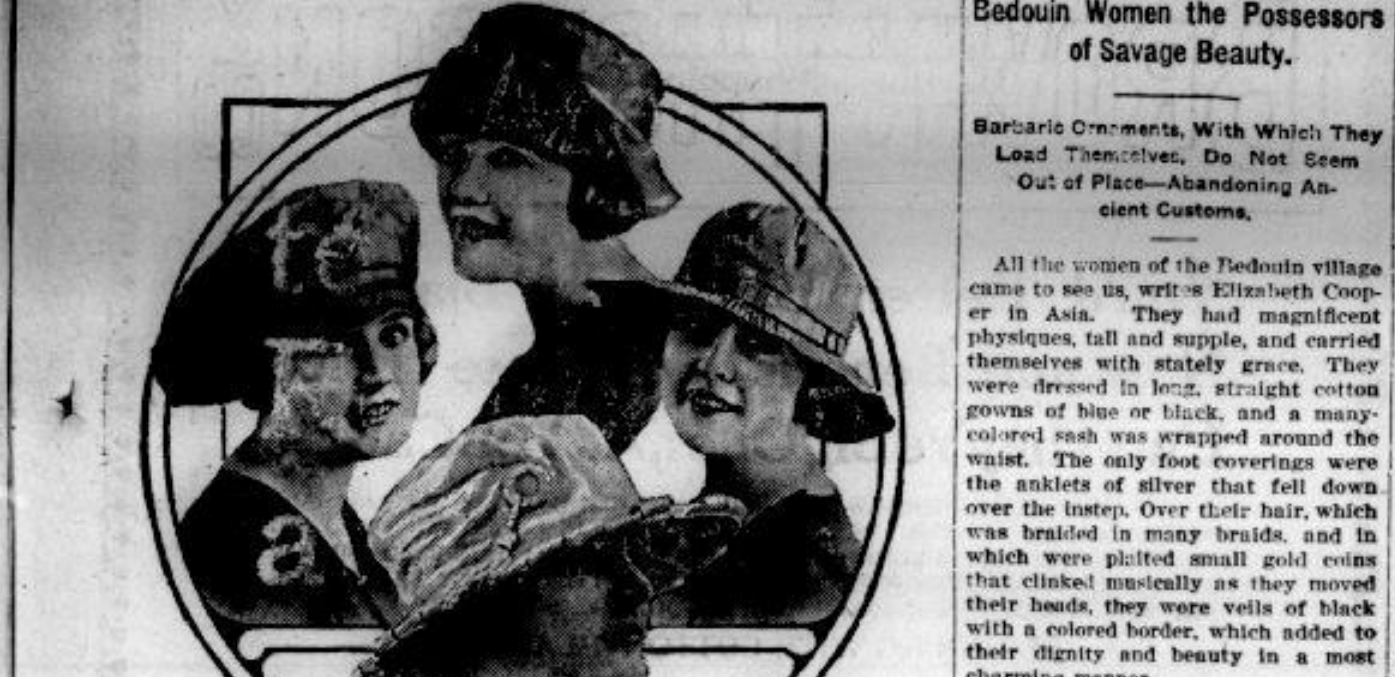 Bedouin Women the Possessors
of Savage Beauty.
Barbaric Ornaments, With Which They
Load Themselves, Do Not Seem
Out of Place—Abandoning An-
cient Customs.
All the women of the Bedouin village
came to see us, writes Elizabeth Coop-
er in Asia. They had magnificent
physiques, tall and supple, and carried
themselves with stately grace. They
were dressed in long, straight cotton
gowns of blue or black, and a many-
colored sash was wrapped around the
waist. The only foot coverings were
the anklets of silver that fell down
over the instep. Over their hair, which
was braided in many braids, and in
which were plaited small gold coins
that clinked musically as they moved
their heads, they wore veils of black
with a colored border, which added to
their dignity and beauty in a most
charming manner.